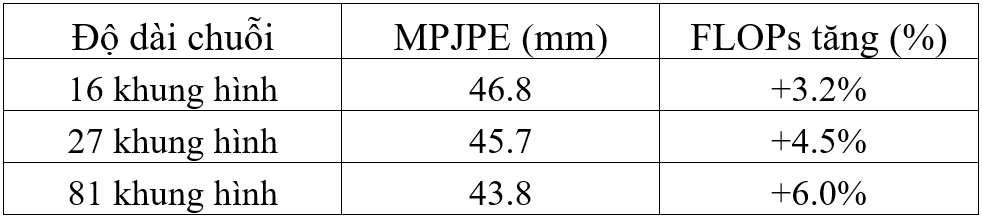 Độ dài chuỗi MPJPE (mm) FLOPs tăng (%)
16 khung hình 46.8 +3.2%
27 khung hình 45.7 +4.5%
81 khung hình 43.8 +6.0%